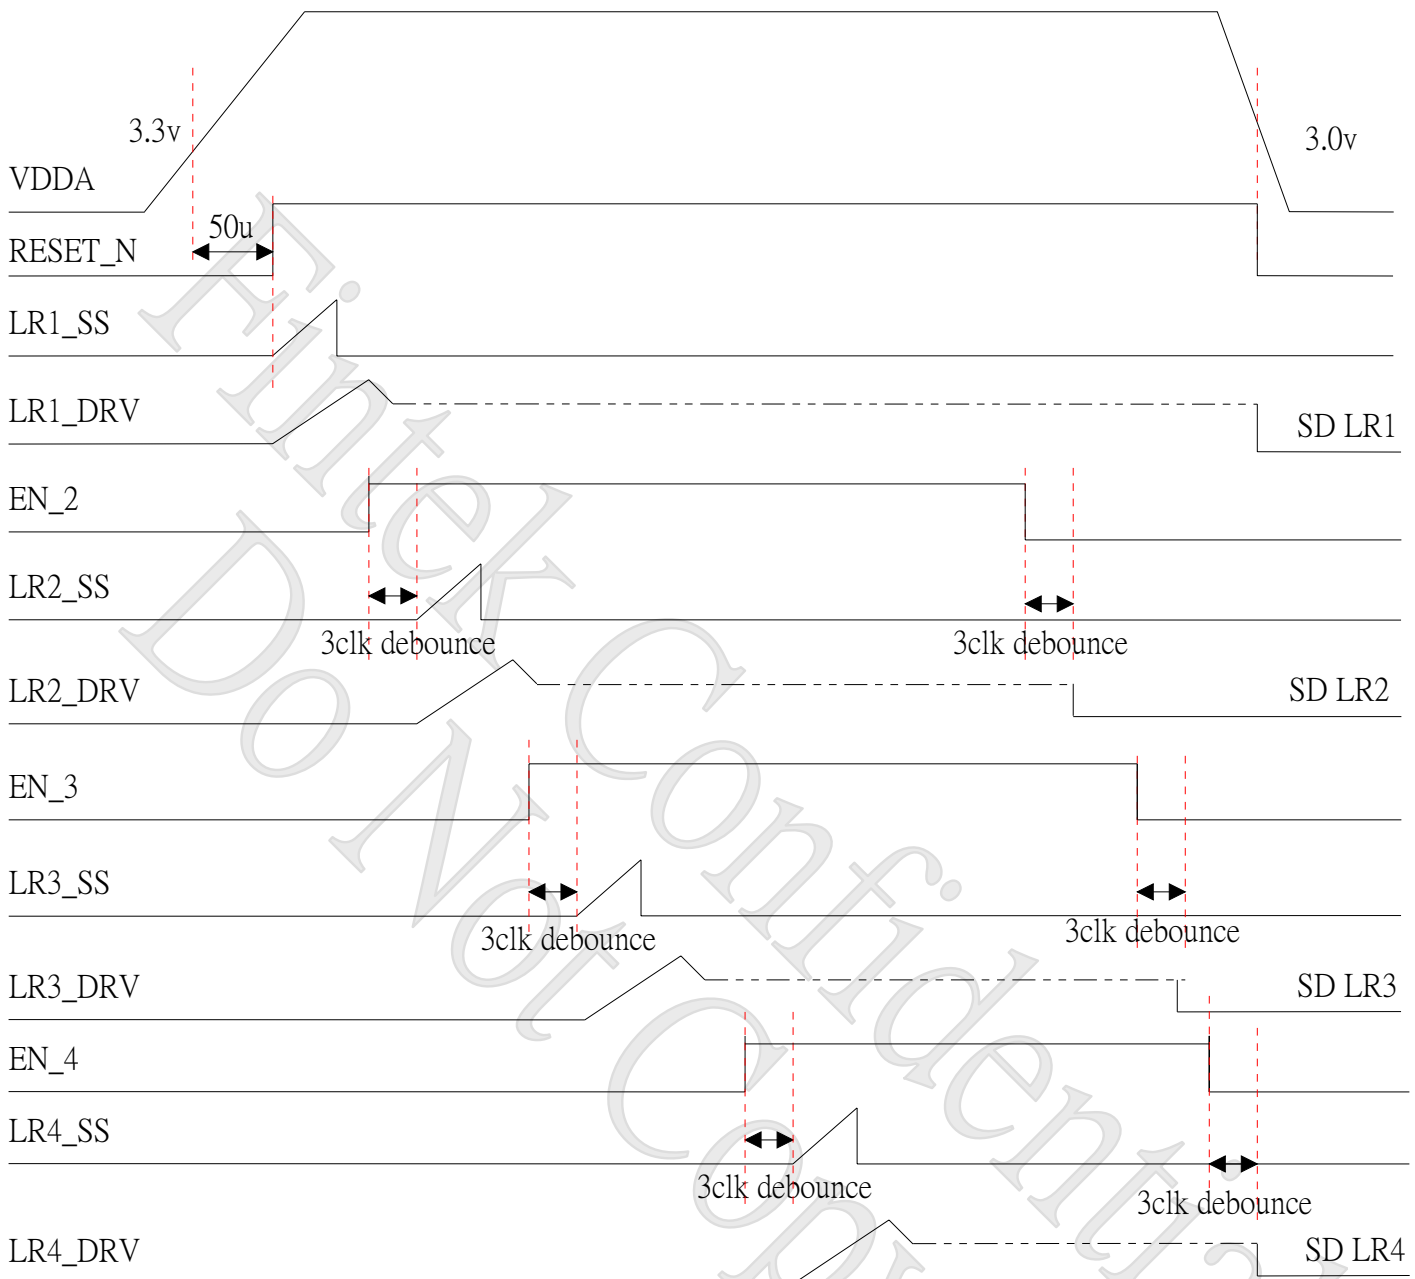 3.3v
3.0v
VDDA
50u
RESET_N
LR1_SS
LR1_DRV
SD LR1
EN_2
LR2_SS
3clk debounce
3clk debounce
LR2_DRV
SD LR2
EN_3
LR3_SS
3clk debounce
3clk debounce
LR3_DRV
SD LR3
EN_4
LR4_SS
3clk debounce
3clk debounce
LR4_DRV
SD LR4
Fintek Confidential
Do Not Copy